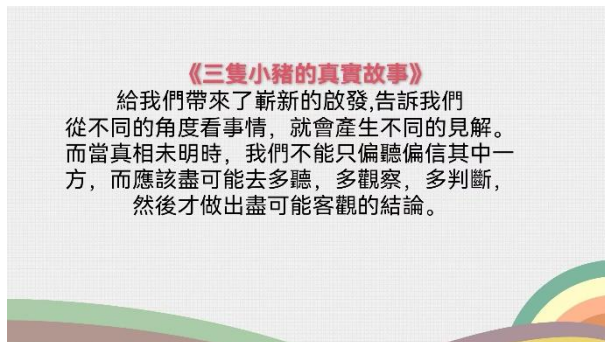 《三隻小豬的真實故事》
給我們帶來了嶄新的啟發,告訴我們
從不同的角度看事情，就會產生不同的見解。
而當真相未明時，我們不能只偏聽偏信其中一
方，而應該盡可能去多聽，多觀察，多判斷，
然後才做出盡可能客觀的結論。